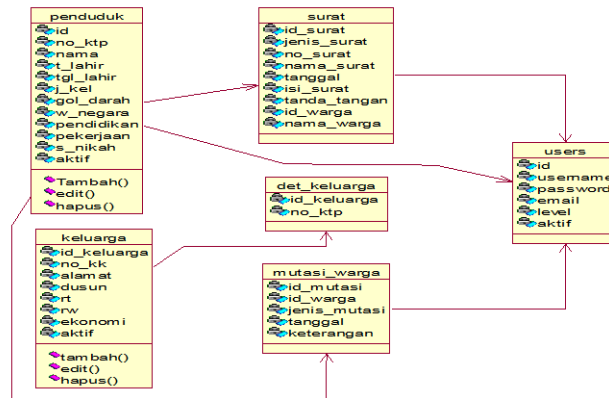 penduduk
id
no_ktp
nama
t_lahir
tgl_lahir
j_kel
gol_darah
w_negara
pendidikan
pekerjaan
s_nikah
aktif
Tambah()
edit()
hapus()
surat
id_surat
jenis_surat
no_surat
nama_surat
tanggal
isi_surat
tanda_tangan
id_warga
nama_warga
users
id
username
password
email
level
aktif
det_keluarga
id_keluarga
no_ktp
keluarga
id_keluarga
no_kk
alamat
dusun
rt
rw
ekonomi
aktif
tambah()
edit()
hapus()
mutasi_warga
id_mutasi
id_warga
jenis_mutasi
tanggal
keterangan